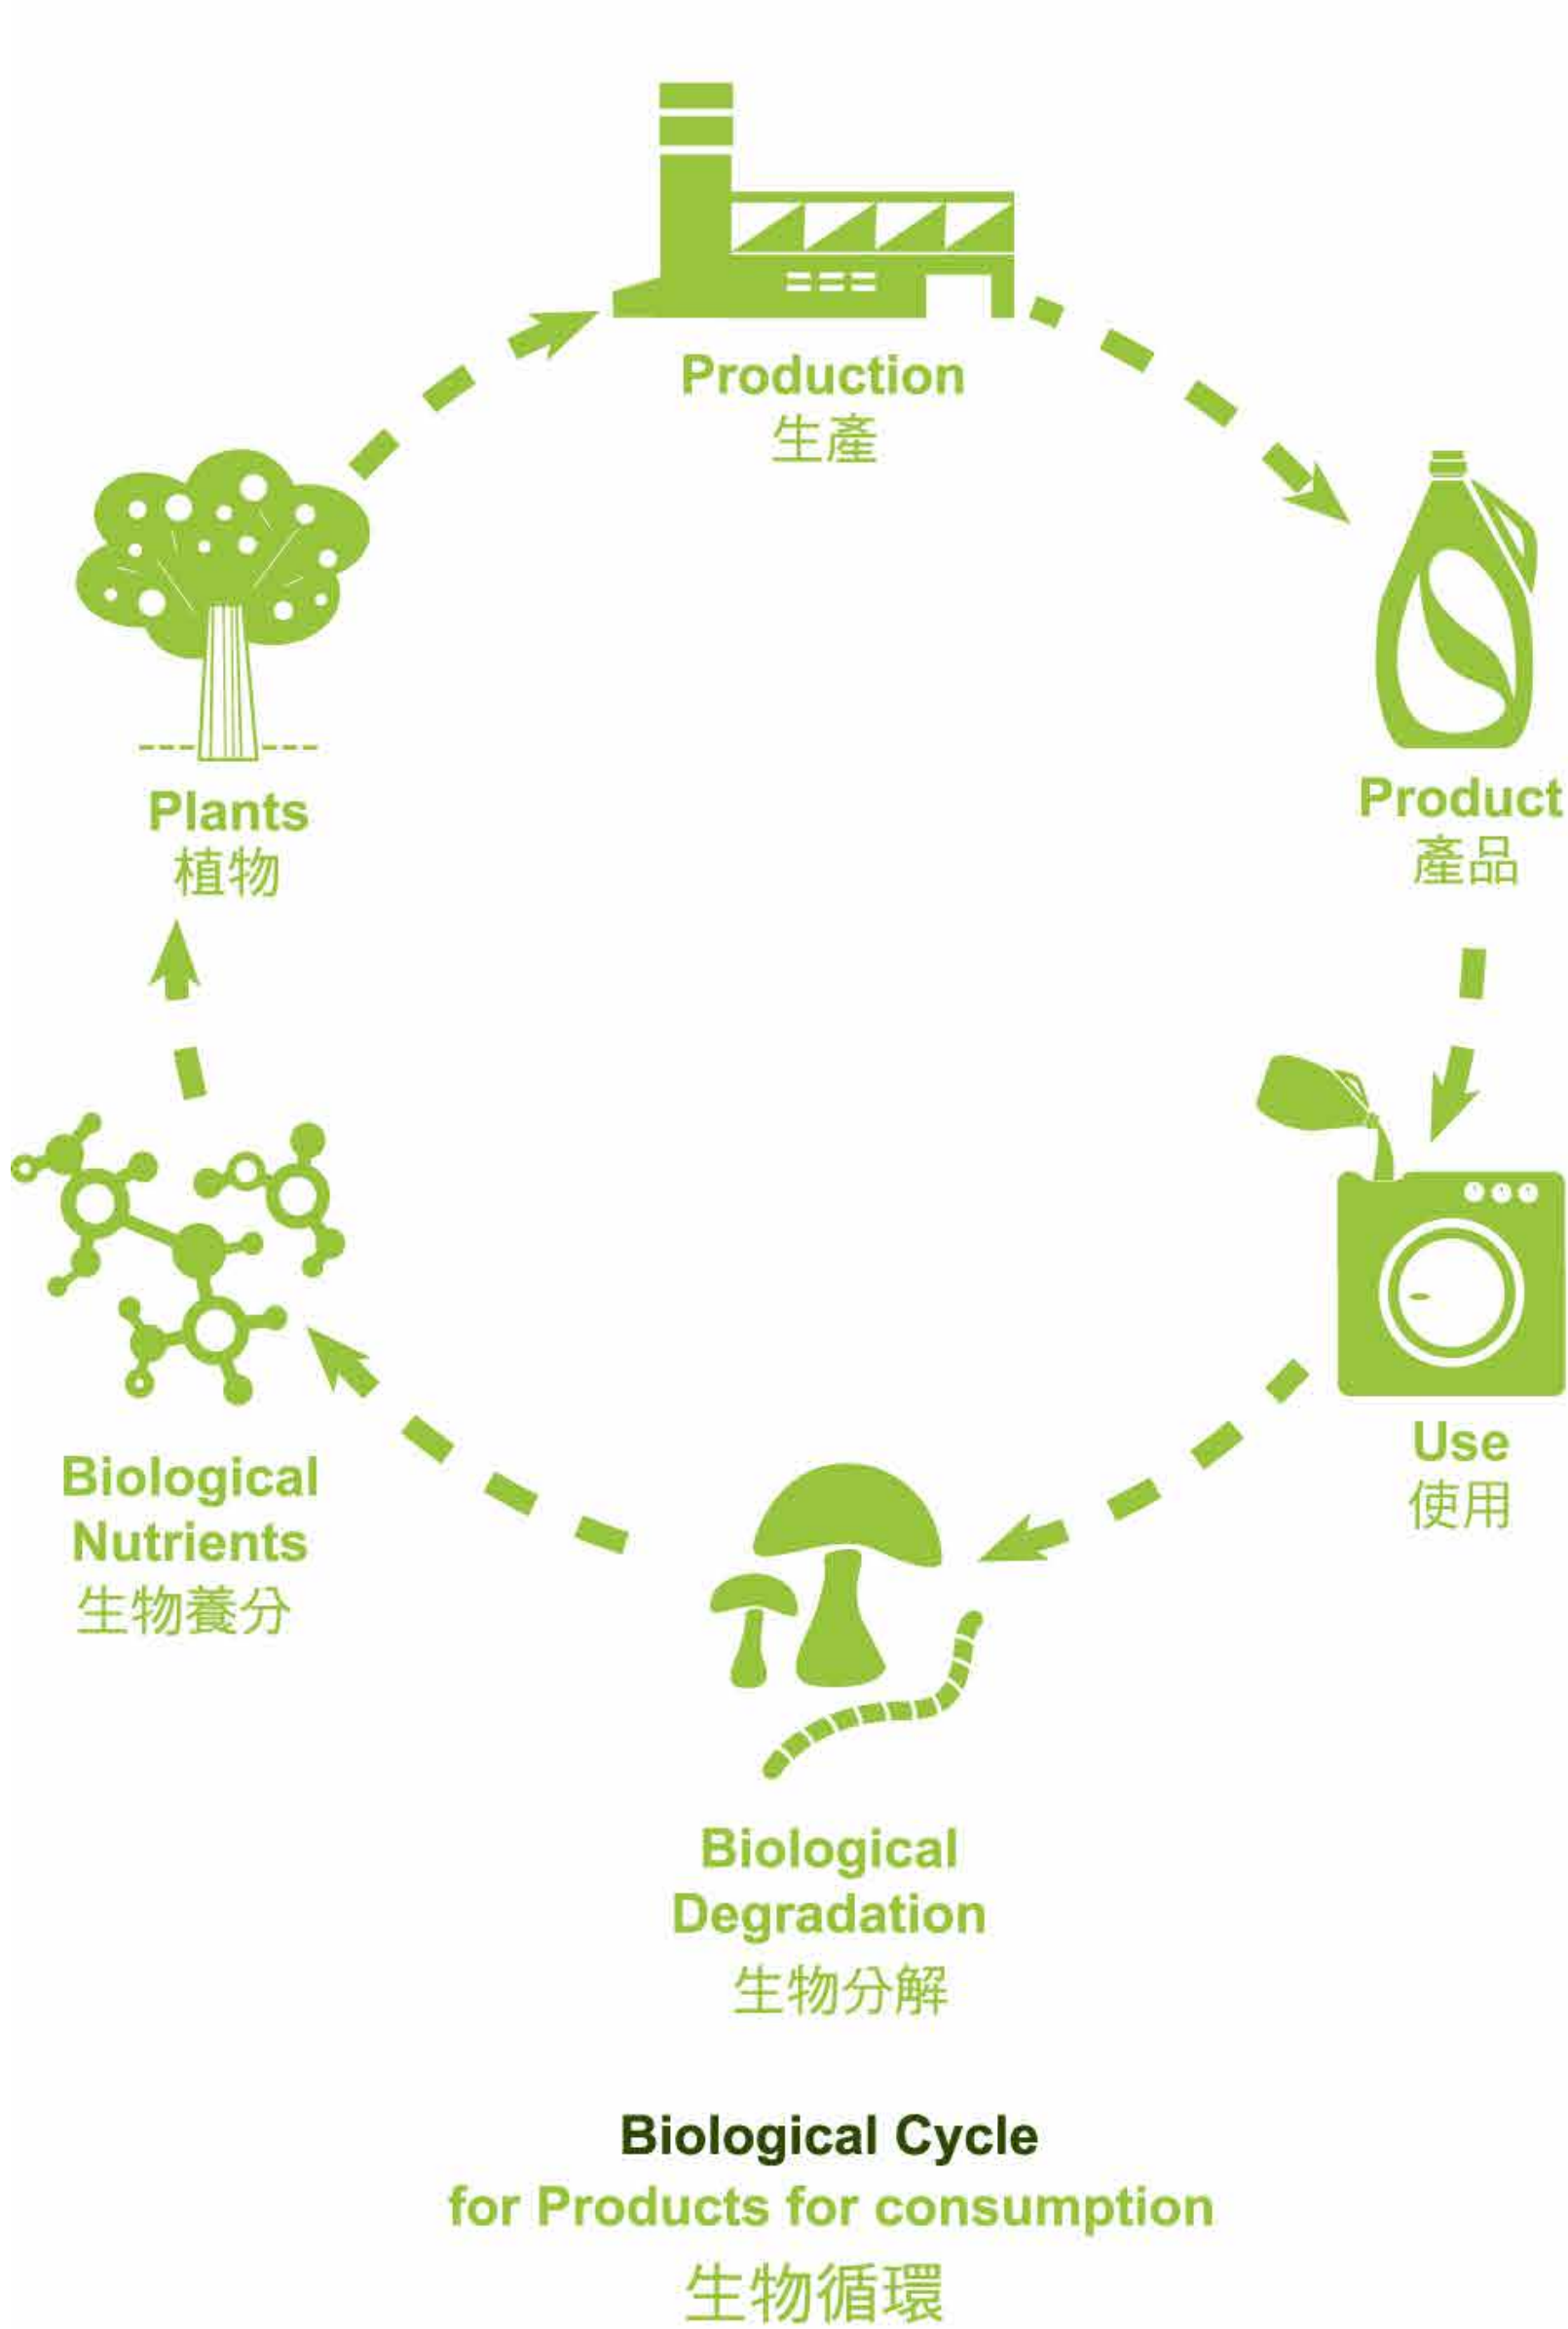 Production
生產
Plants
植物
Product
產品
Use
使用
Biological
Nutrients
生物養分
Biological
Degradation
生物分解
Biological Cycle
for Products for consumption
生物循環